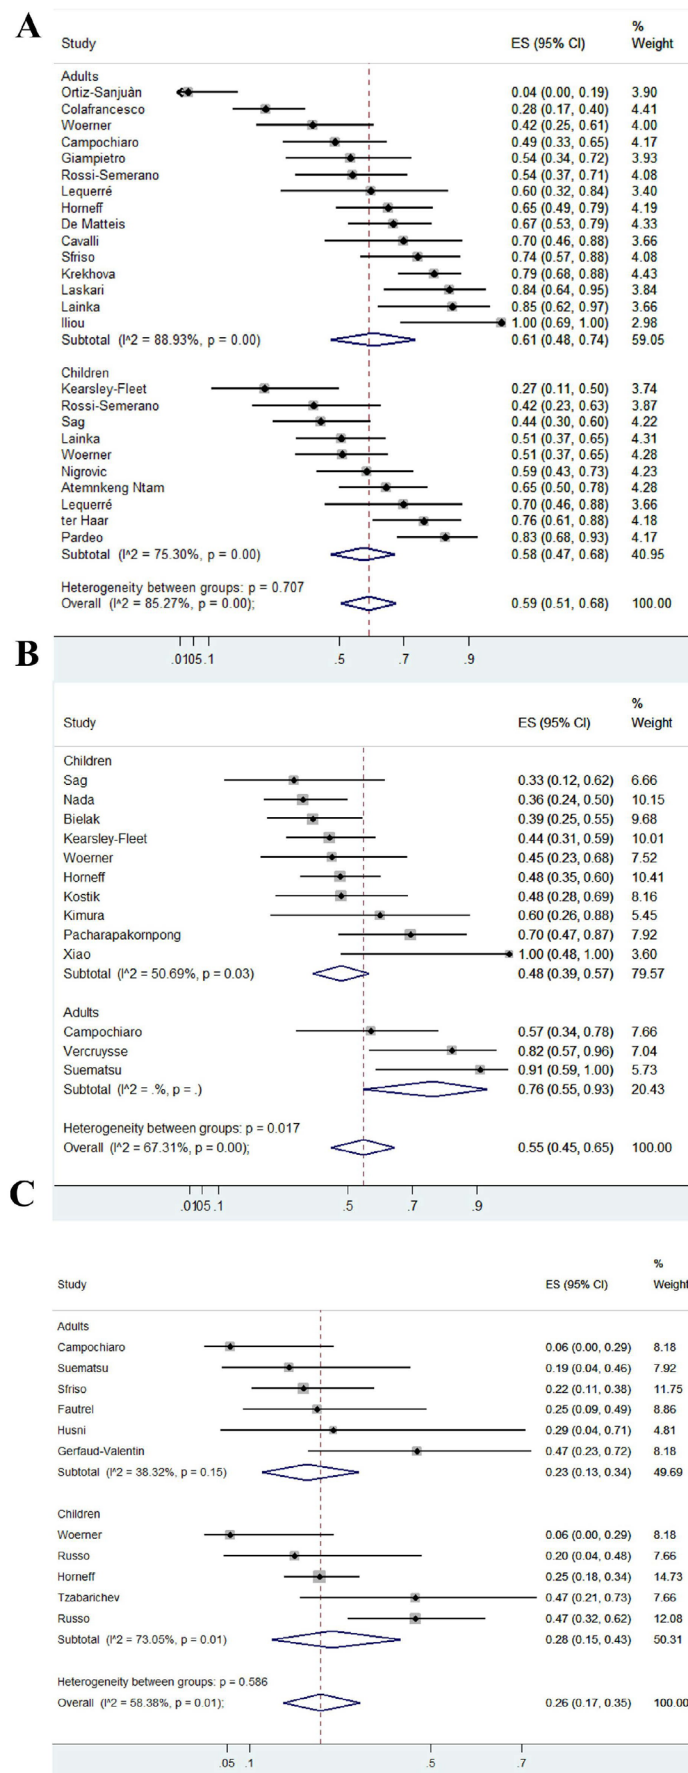 A
Study ES (95% CI) % Weight
Adults
Ortiz-Sanjuàn 0.04 (0.00, 0.19) 3.90
Colafrancesco 0.28 (0.17, 0.40) 4.41
Woerner 0.42 (0.25, 0.61) 4.00
Campochiaro 0.49 (0.33, 0.65) 4.17
Giampietro 0.54 (0.34, 0.72) 3.93
Rossi-Semerano 0.54 (0.37, 0.71) 4.08
Lequerré 0.60 (0.32, 0.84) 3.40
Horneff 0.65 (0.49, 0.79) 4.19
De Matteis 0.67 (0.53, 0.79) 4.33
Cavalli 0.70 (0.46, 0.88) 3.66
Sfriso 0.74 (0.57, 0.88) 4.08
Krekhova 0.79 (0.68, 0.88) 4.43
Laskari 0.84 (0.64, 0.95) 3.84
Lainka 0.85 (0.62, 0.97) 3.66
Iliou 1.00 (0.69, 1.00) 2.98
Subtotal (I^2 = 88.93%, p = 0.00) 0.61 (0.48, 0.74) 59.05
Children
Kearsley-Fleet 0.27 (0.11, 0.50) 3.74
Rossi-Semerano 0.42 (0.23, 0.63) 3.87
Sag 0.44 (0.30, 0.60) 4.22
Lainka 0.51 (0.37, 0.65) 4.31
Woerner 0.51 (0.37, 0.65) 4.28
Nigrovic 0.59 (0.43, 0.73) 4.23
Atemnkeng Ntam 0.65 (0.50, 0.78) 4.28
Lequerré 0.70 (0.46, 0.88) 3.66
ter Haar 0.76 (0.61, 0.88) 4.18
Pardeo 0.83 (0.68, 0.93) 4.17
Subtotal (I^2 = 75.30%, p = 0.00) 0.58 (0.47, 0.68) 40.95
Heterogeneity between groups: p = 0.707
Overall (I^2 = 85.27%, p = 0.00); 0.59 (0.51, 0.68) 100.00
.01 05 .1 .5 .7 .9
B
Study ES (95% CI) % Weight
Children
Sag 0.33 (0.12, 0.62) 6.66
Nada 0.36 (0.24, 0.50) 10.15
Bielak 0.39 (0.25, 0.55) 9.68
Kearsley-Fleet 0.44 (0.31, 0.59) 10.01
Woerner 0.45 (0.23, 0.68) 7.52
Horneff 0.48 (0.35, 0.60) 10.41
Kostik 0.48 (0.28, 0.69) 8.16
Kimura 0.60 (0.26, 0.88) 5.45
Pacharapakornpong 0.70 (0.47, 0.87) 7.92
Xiao 1.00 (0.48, 1.00) 3.60
Subtotal (I^2 = 50.69%, p = 0.03) 0.48 (0.39, 0.57) 79.57
Adults
Campochiaro 0.57 (0.34, 0.78) 7.66
Vercruysse 0.82 (0.57, 0.96) 7.04
Suematsu 0.91 (0.59, 1.00) 5.73
Subtotal (I^2 = .%, p = .) 0.76 (0.55, 0.93) 20.43
Heterogeneity between groups: p = 0.017
Overall (I^2 = 67.31%, p = 0.00); 0.55 (0.45, 0.65) 100.00
.01 05 .1 .5 .7 .9
C
Study ES (95% CI) % Weight
Adults
Campochiaro 0.06 (0.00, 0.29) 8.18
Suematsu 0.19 (0.04, 0.46) 7.92
Sfriso 0.22 (0.11, 0.38) 11.75
Fautrel 0.25 (0.09, 0.49) 8.86
Husni 0.29 (0.04, 0.71) 4.81
Gerfaud-Valentin 0.47 (0.23, 0.72) 8.18
Subtotal (I^2 = 38.32%, p = 0.15) 0.23 (0.13, 0.34) 49.69
Children
Woerner 0.06 (0.00, 0.29) 8.18
Russo 0.20 (0.04, 0.48) 7.66
Horneff 0.25 (0.18, 0.34) 14.73
Tzabarichev 0.47 (0.21, 0.73) 7.66
Russo 0.47 (0.32, 0.62) 12.08
Subtotal (I^2 = 73.05%, p = 0.01) 0.28 (0.15, 0.43) 50.31
Heterogeneity between groups: p = 0.586
Overall (I^2 = 58.38%, p = 0.01); 0.26 (0.17, 0.35) 100.00
.05 .1 .5 .7